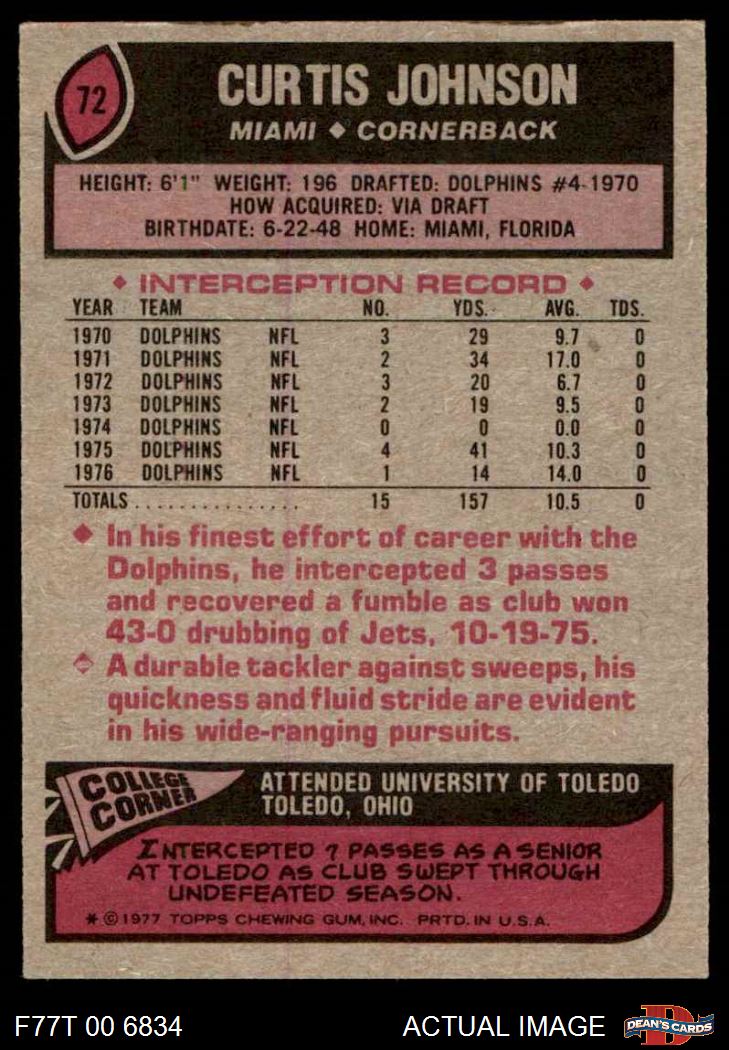 72
CURTIS JOHNSON
MIAMI ◆ CORNERBACK
HEIGHT: 6'1" WEIGHT: 196 DRAFTED: DOLPHINS #4-1970
HOW ACQUIRED: VIA DRAFT
BIRTHDATE: 6-22-48 HOME: MIAMI, FLORIDA
◆ INTERCEPTION RECORD ◆
YEAR TEAM NO. YDS. AVG. TDS.
1970 DOLPHINS NFL 3 29 9.7 0
1971 DOLPHINS NFL 2 34 17.0 0
1972 DOLPHINS NFL 3 20 6.7 0
1973 DOLPHINS NFL 2 19 9.5 0
1974 DOLPHINS NFL 0 0 0.0 0
1975 DOLPHINS NFL 4 41 10.3 0
1976 DOLPHINS NFL 1 14 14.0 0
TOTALS............... 15 157 10.5 0
◆ In his finest effort of career with the
Dolphins, he intercepted 3 passes
and recovered a fumble as club won
43-0 drubbing of Jets, 10-19-75.
◆ A durable tackler against sweeps, his
quickness and fluid stride are evident
in his wide-ranging pursuits.
COLLEGE
CORNER
ATTENDED UNIVERSITY OF TOLEDO
TOLEDO, OHIO
INTERCEPTED 7 PASSES AS A SENIOR
AT TOLEDO AS CLUB SWEPT THROUGH
UNDEFEATED SEASON.
* © 1977 TOPPS CHEWING GUM, INC. PRTD. IN U.S.A.
F77T 00 6834
ACTUAL IMAGE
D
DEAN'S CARDS